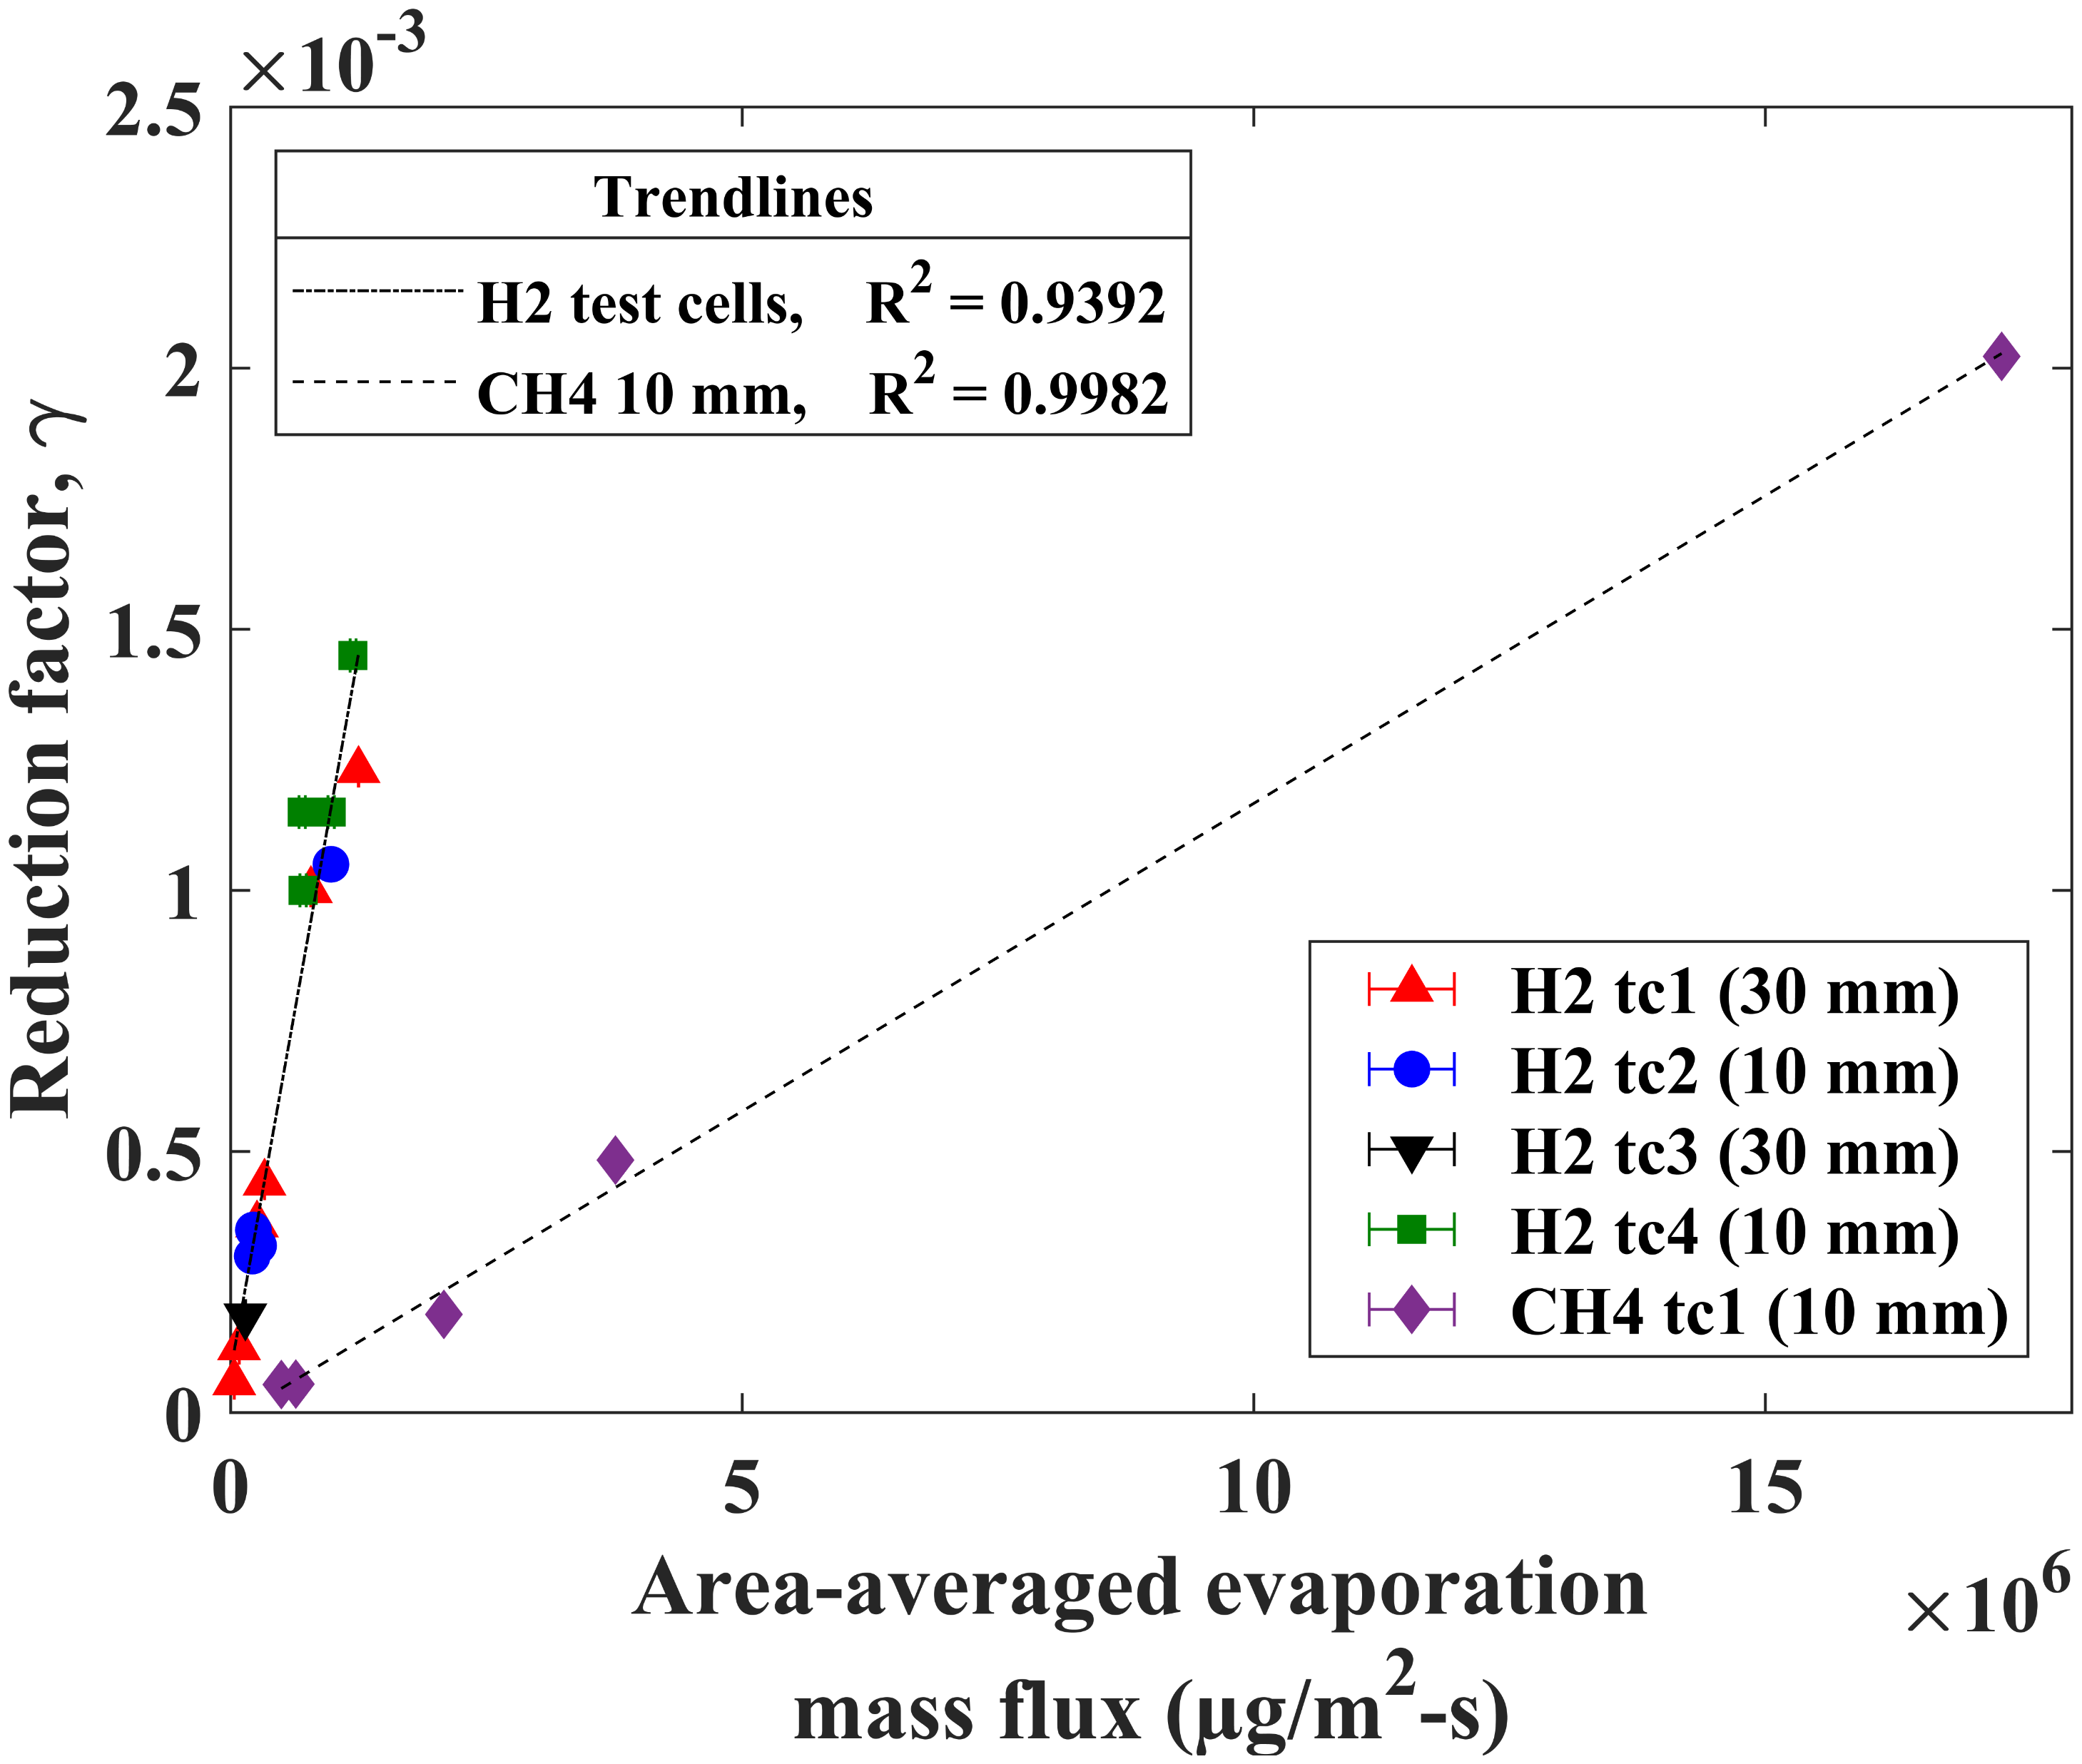 ×10-3
2.5
2
1.5
1
0.5
0
Reduction factor, γ
Trendlines
H2 test cells, R2 = 0.9392
CH4 10 mm, R2 = 0.9982
H2 tc1 (30 mm)
H2 tc2 (10 mm)
H2 tc3 (30 mm)
H2 tc4 (10 mm)
CH4 tc1 (10 mm)
0 5 10 15
Area-averaged evaporation
×106
mass flux (μg/m2-s)